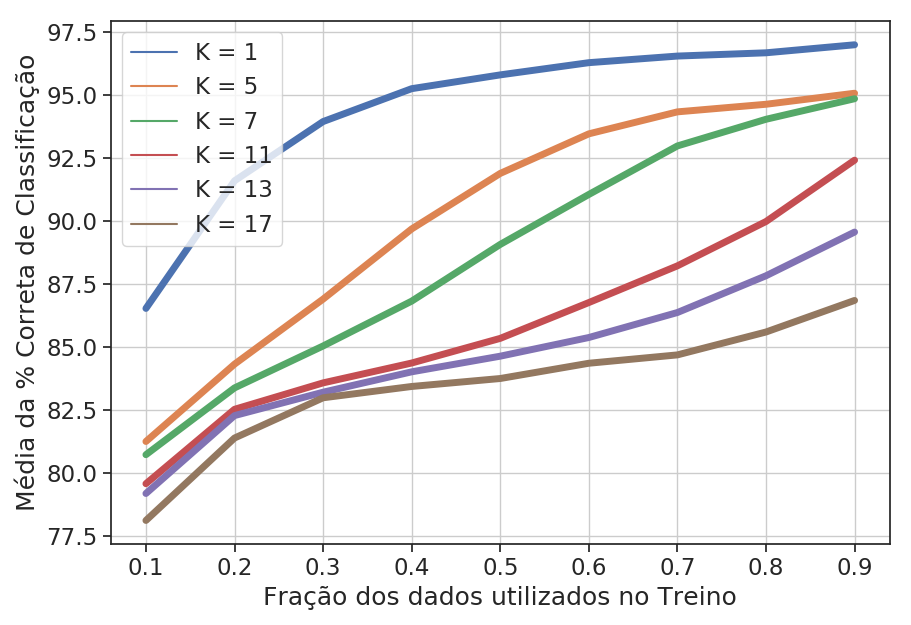 Média da % Correta de Classificação
97.5
95.0
92.5
90.0
87.5
85.0
82.5
80.0
77.5
K = 1
K = 5
K = 7
K = 11
K = 13
K = 17
0.1 0.2 0.3 0.4 0.5 0.6 0.7 0.8 0.9
Fração dos dados utilizados no Treino